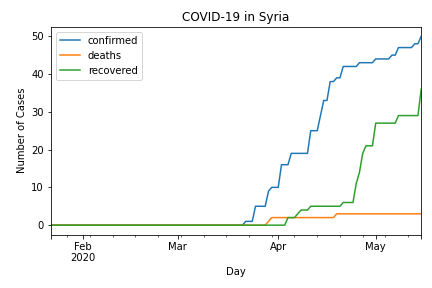 COVID-19 in Syria
confirmed
deaths
recovered
50
40
30
20
10
0
Number of Cases
Feb
2020
Mar
Apr
May
Day